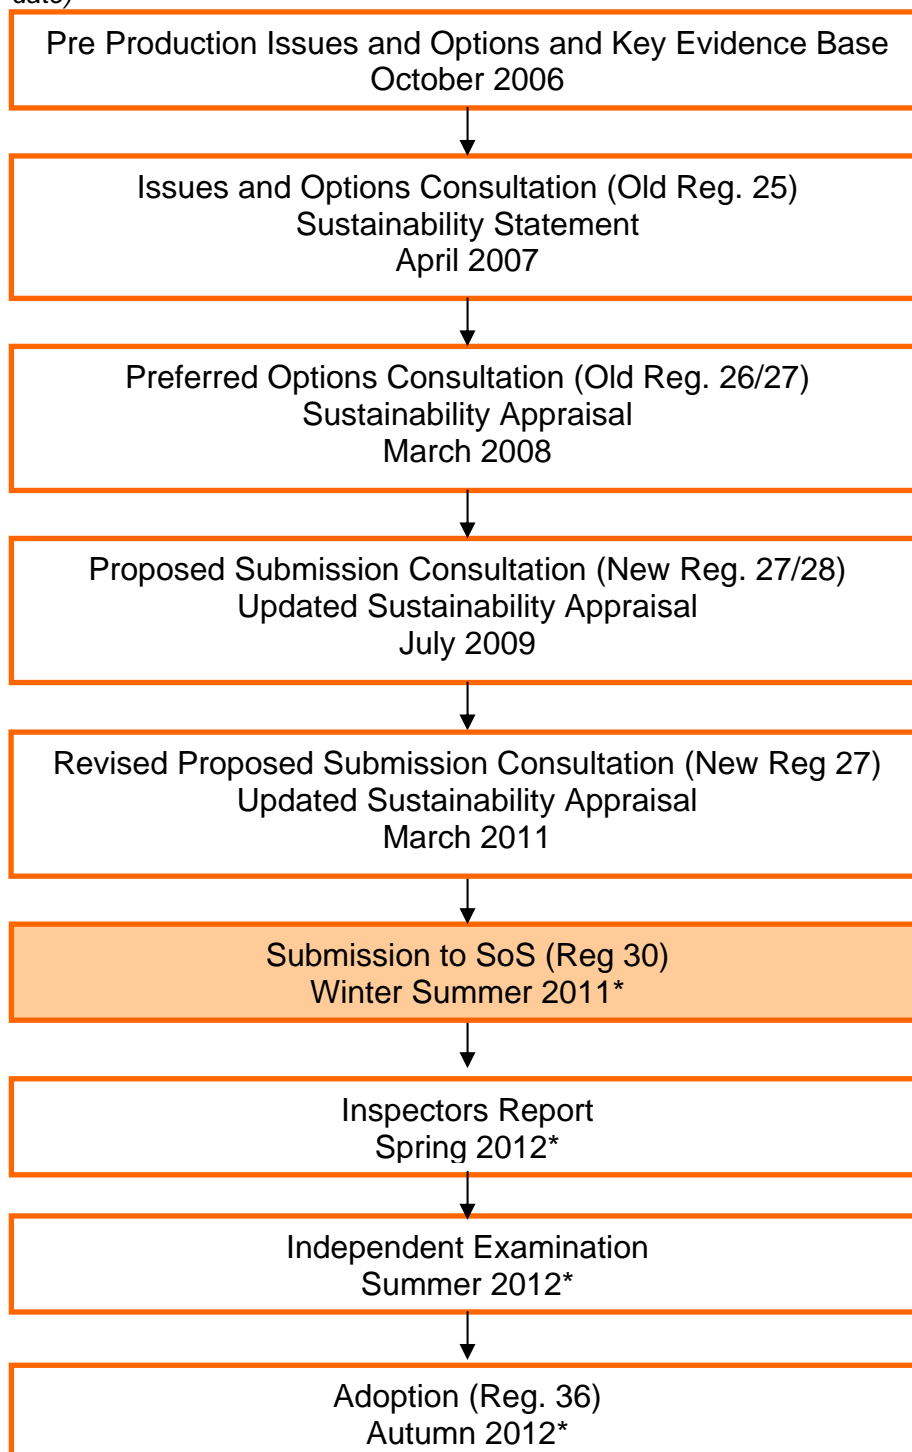 date)
Pre Production Issues and Options and Key Evidence Base
October 2006
Issues and Options Consultation (Old Reg. 25)
Sustainability Statement
April 2007
Preferred Options Consultation (Old Reg. 26/27)
Sustainability Appraisal
March 2008
Proposed Submission Consultation (New Reg. 27/28)
Updated Sustainability Appraisal
July 2009
Revised Proposed Submission Consultation (New Reg 27)
Updated Sustainability Appraisal
March 2011
Submission to SoS (Reg 30)
Winter Summer 2011*
Inspectors Report
Spring 2012*
Independent Examination
Summer 2012*
Adoption (Reg. 36)
Autumn 2012*